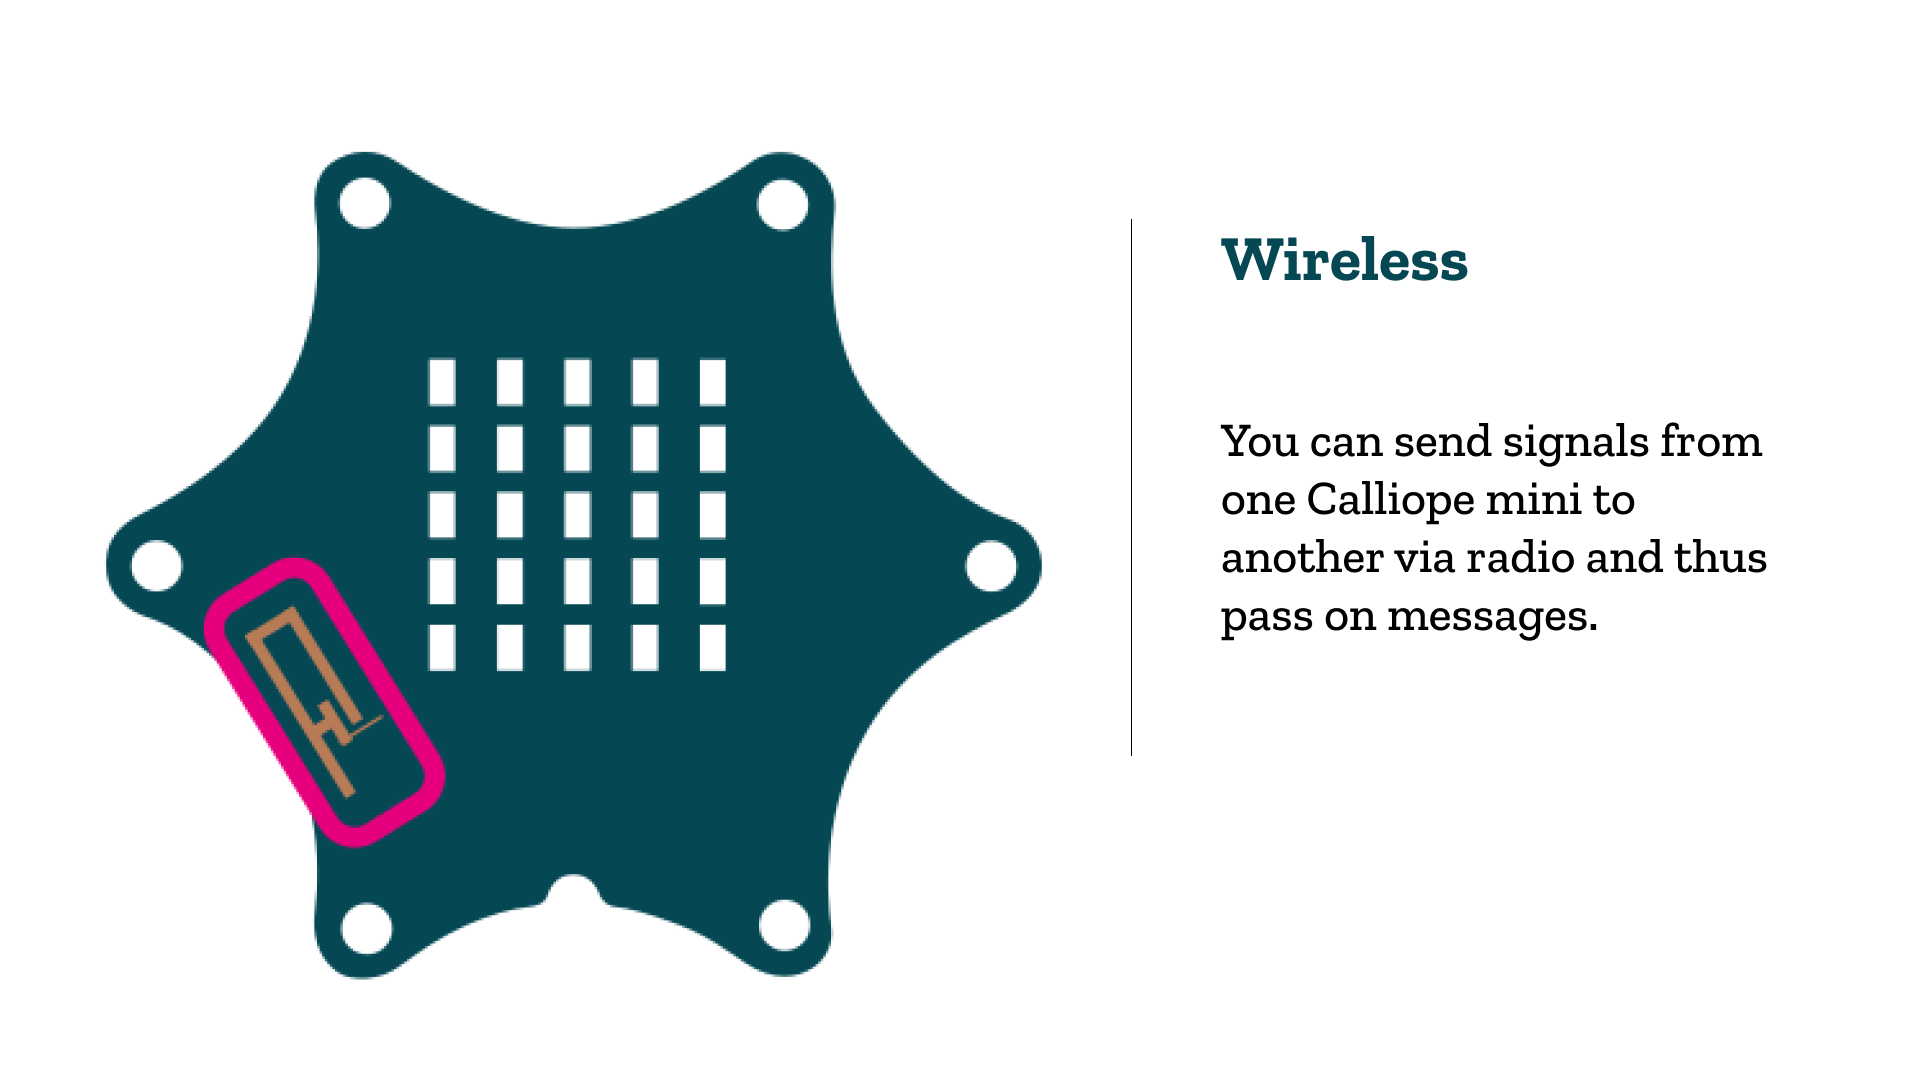 Wireless
You can send signals from
one Calliope mini to
another via radio and thus
pass on messages.